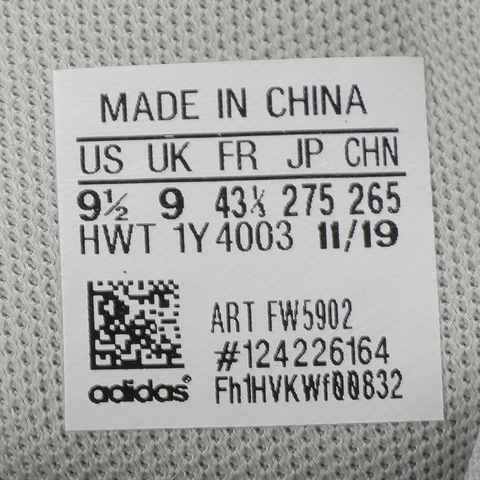 MADE IN CHINA
US UK FR JP CHN
9½ 9 43⅓ 275 265
HWT 1Y4003 11/19
ART FW5902
#124226164
adidas® Fh1HVKWf00832